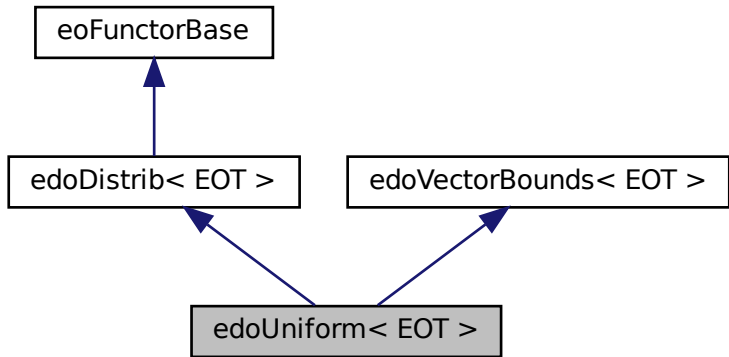 eoFunctorBase
edoDistrib< EOT >
edoVectorBounds< EOT >
edoUniform< EOT >